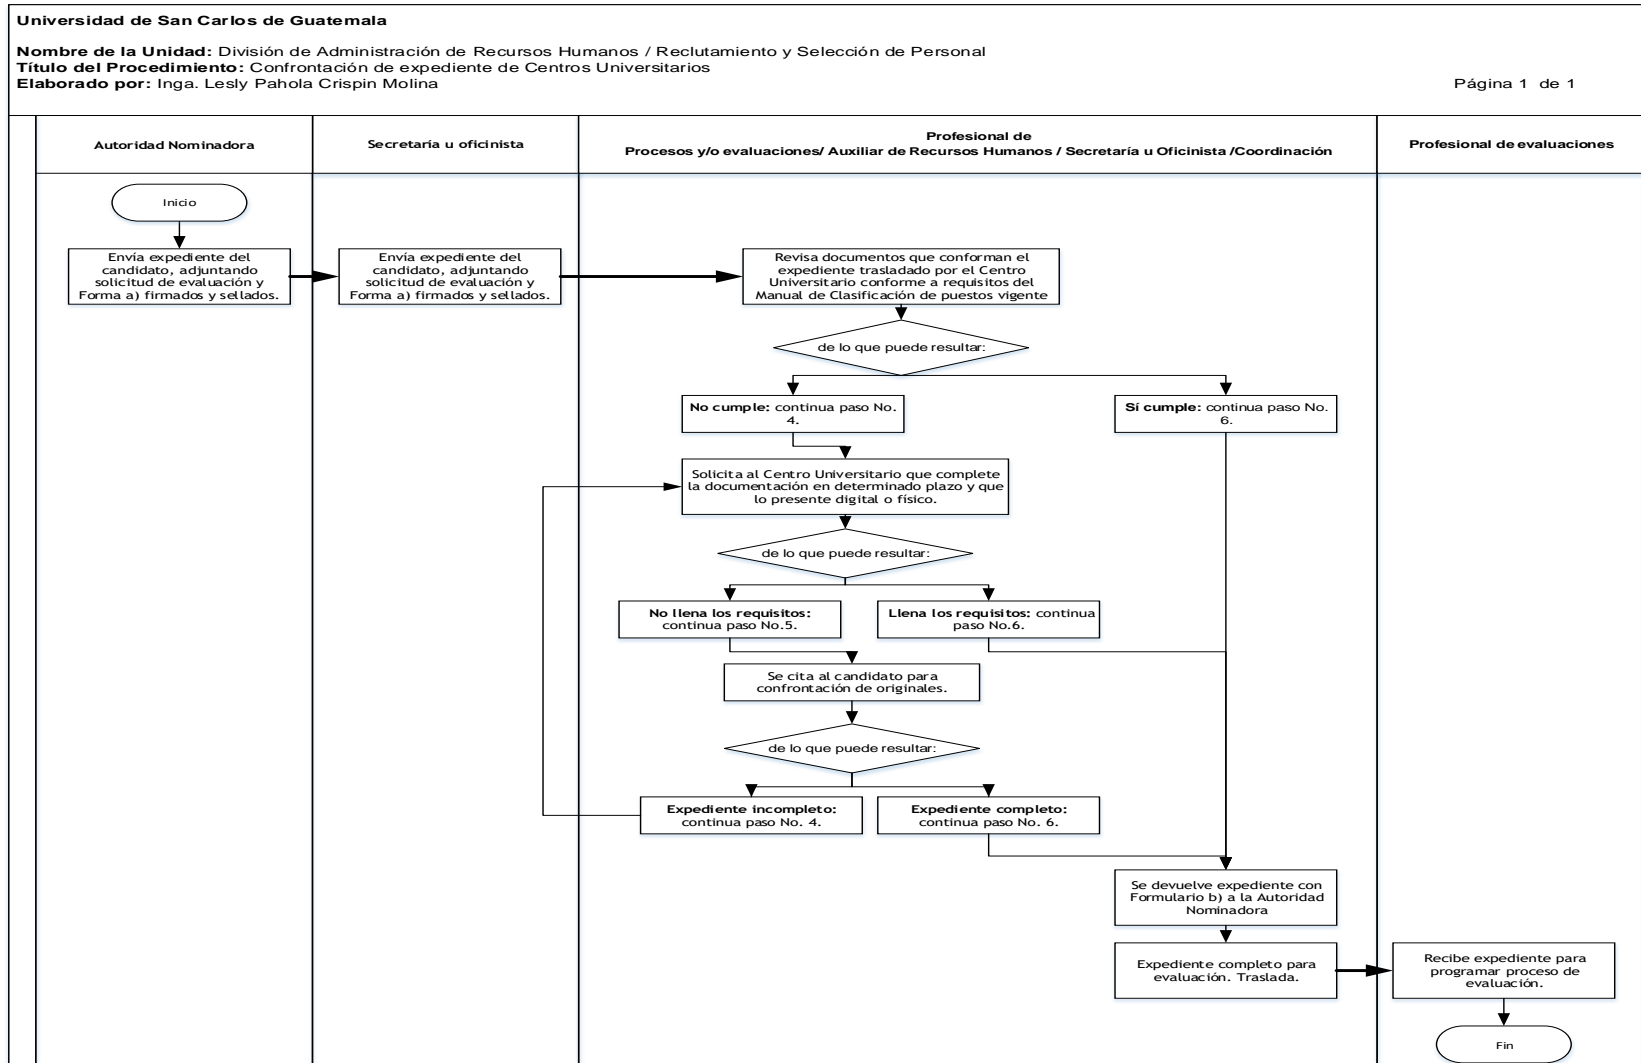 Universidad de San Carlos de Guatemala
Nombre de la Unidad: División de Administración de Recursos Humanos / Reclutamiento y Selección de Personal
Título del Procedimiento: Confrontación de expediente de Centros Universitarios
Elaborado por: Inga. Lesly Pahola Crispin Molina
Página 1 de 1
Autoridad Nominadora
Secretaria u oficinista
Profesional de
Procesos y/o evaluaciones/ Auxiliar de Recursos Humanos / Secretaría u Oficinista /Coordinación
Profesional de evaluaciones
Inicio
Envía expediente del
candidato, adjuntando
solicitud de evaluación y
Forma a) firmados y sellados.
Envía expediente del
candidato, adjuntando
solicitud de evaluación y
Forma a) firmados y sellados.
Revisa documentos que conforman el
expediente trasladado por el Centro
Universitario conforme a requisitos del
Manual de Clasificación de puestos vigente
de lo que puede resultar:
No cumple: continua paso No.
4.
Sí cumple: continua paso No.
6.
Solicita al Centro Universitario que complete
la documentación en determinado plazo y que
lo presente digital o físico.
de lo que puede resultar:
No llena los requisitos:
continua paso No.5.
Llena los requisitos: continua
paso No.6.
Se cita al candidato para
confrontación de originales.
de lo que puede resultar:
Expediente incompleto:
continua paso No. 4.
Expediente completo:
continua paso No. 6.
Se devuelve expediente con
Formulario b) a la Autoridad
Nominadora
Expediente completo para
evaluación. Traslada.
Recibe expediente para
programar proceso de
evaluación.
Fin